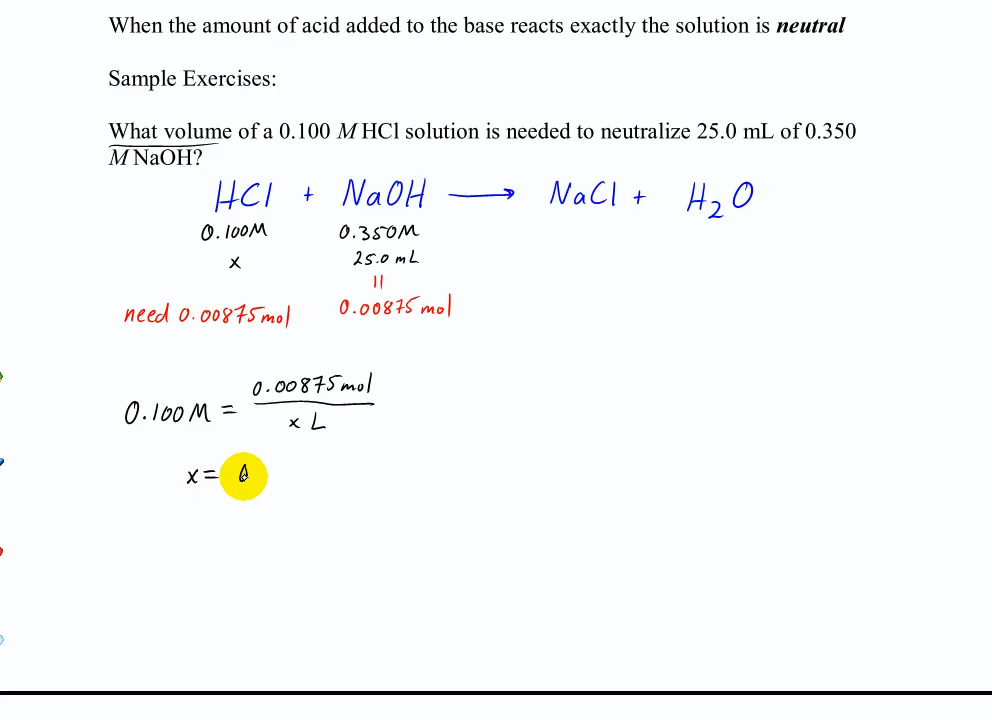 When the amount of acid added to the base reacts exactly the solution is neutral
Sample Exercises:
What volume of a 0.100 M HCl solution is needed to neutralize 25.0 mL of 0.350
M NaOH?
HCl + NaOH ⟶ NaCl + H₂O
0.100M 0.350M
x 25.0 mL
=
need 0.00875mol 0.00875 mol
0.00875mol
0.100 M =
x L
x = 0